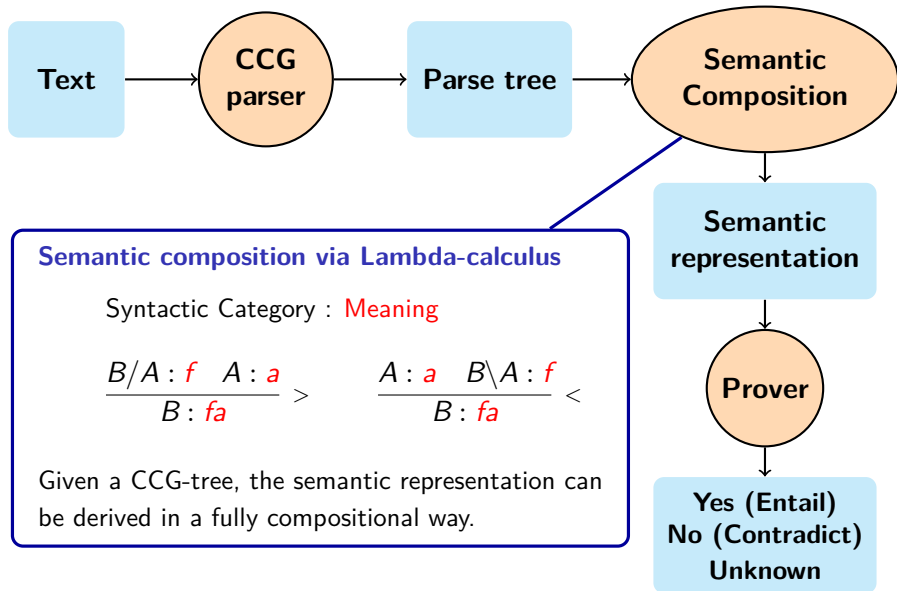 Text
CCG
parser
Parse tree
Semantic
Composition
Semantic
representation
Semantic composition via Lambda-calculus
Syntactic Category : Meaning
B/A : f A : a
B : fa
>
A : a B\A : f
B : fa
<
Given a CCG-tree, the semantic representation can
be derived in a fully compositional way.
Prover
Yes (Entail)
No (Contradict)
Unknown